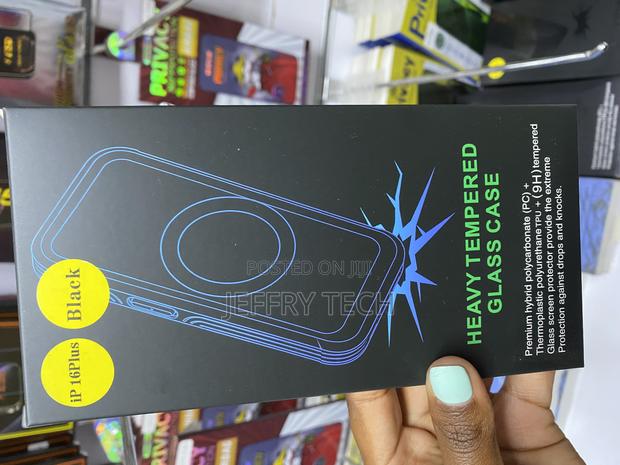 HEAVY TEMPERED
GLASS CASE
Premium hybrid polycarbonate (PC) +
Thermoplastic polyurethane TPU + (9H) tempered
Glass screen protector provide the extreme
Protection against drops and knocks.
iP 16Plus
Black
POSTED ON JIJI
JEFFRY TECH
PRIVACY